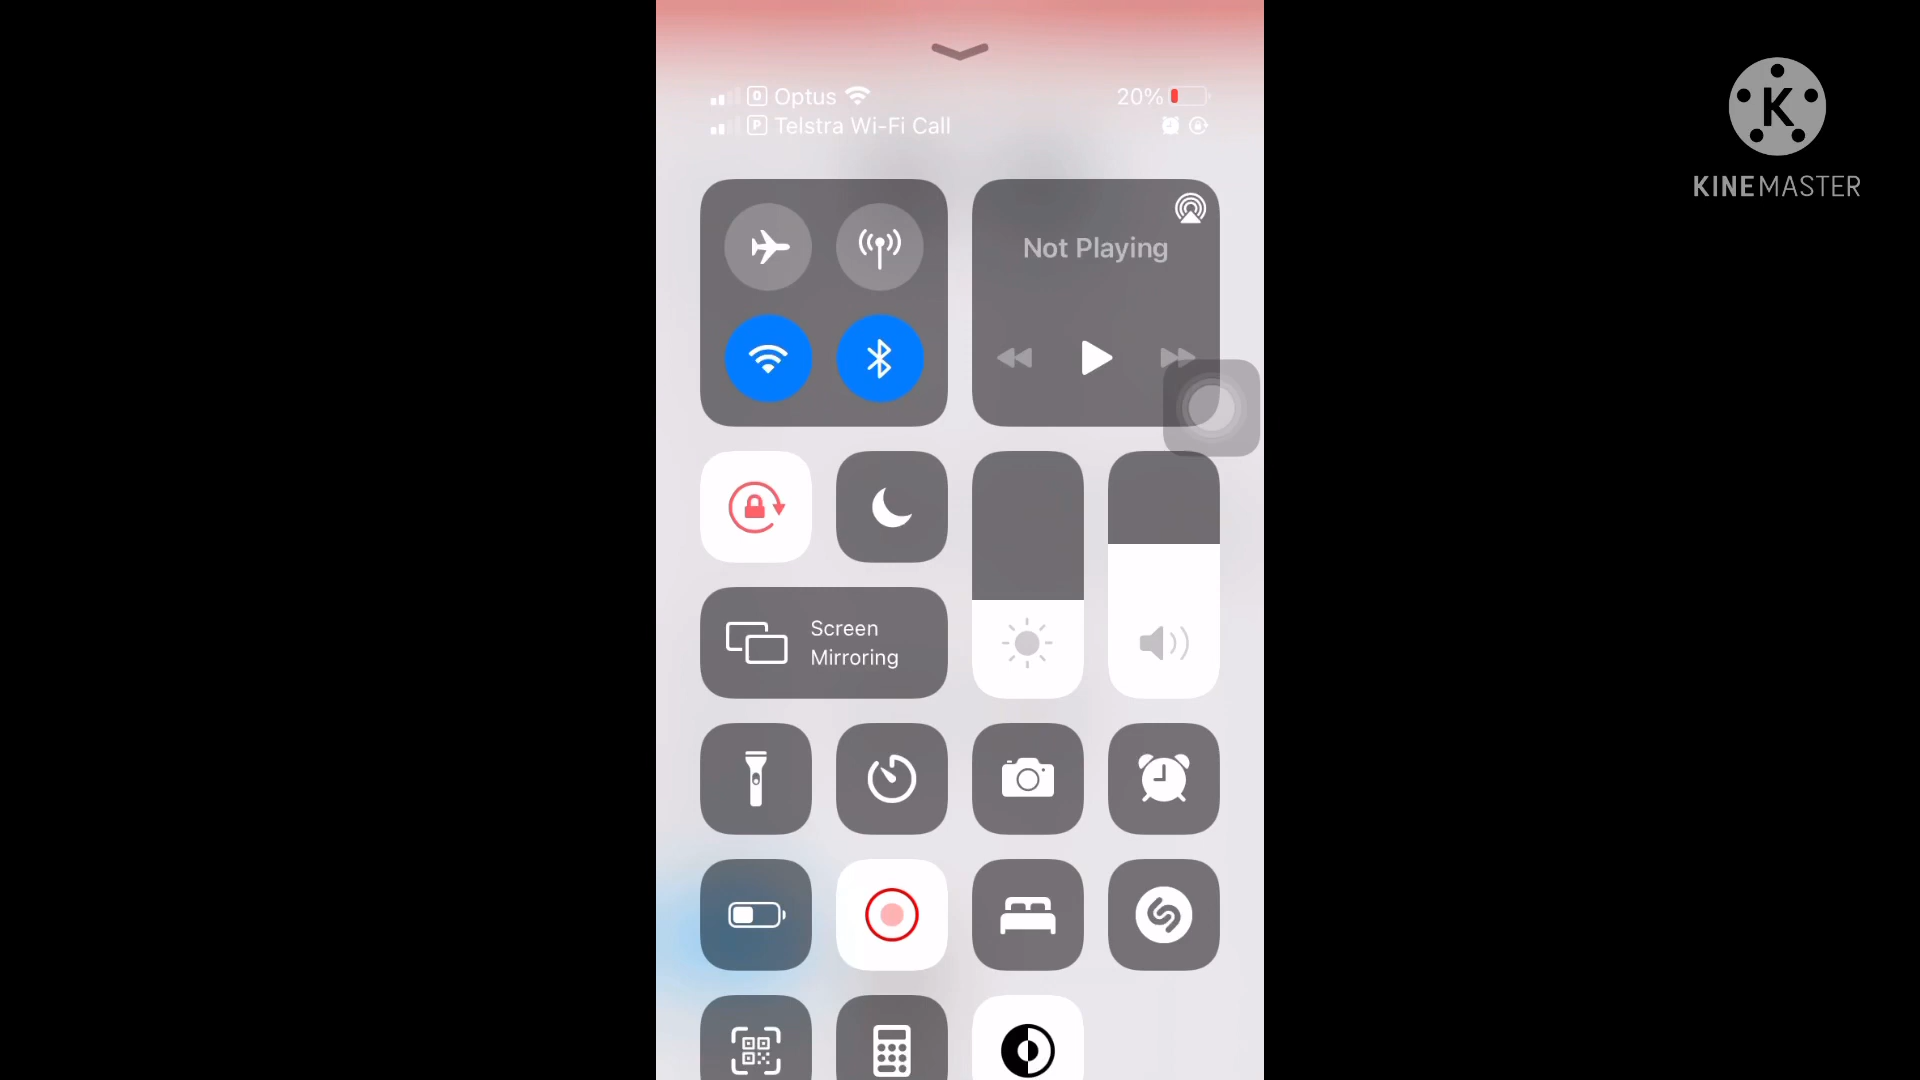 O Optus
20%
P Telstra Wi-Fi Call
K
KINEMASTER
Not Playing
Screen
Mirroring